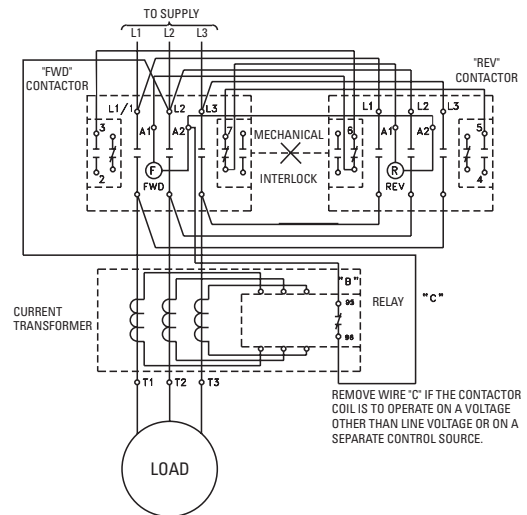 TO SUPPLY
L1 L2 L3
"FWD"
CONTACTOR
"REV"
CONTACTOR
L1/1 L2 L3
L1 L2 L3
3 A1 A2 7
MECHANICAL
6 A1 A2 5
2 F
FWD
INTERLOCK
R 4
REV
"B"
RELAY
"C"
95
96
CURRENT
TRANSFORMER
T1 T2 T3
REMOVE WIRE "C" IF THE CONTACTOR
COIL IS TO OPERATE ON A VOLTAGE
OTHER THAN LINE VOLTAGE OR ON A
SEPARATE CONTROL SOURCE.
LOAD